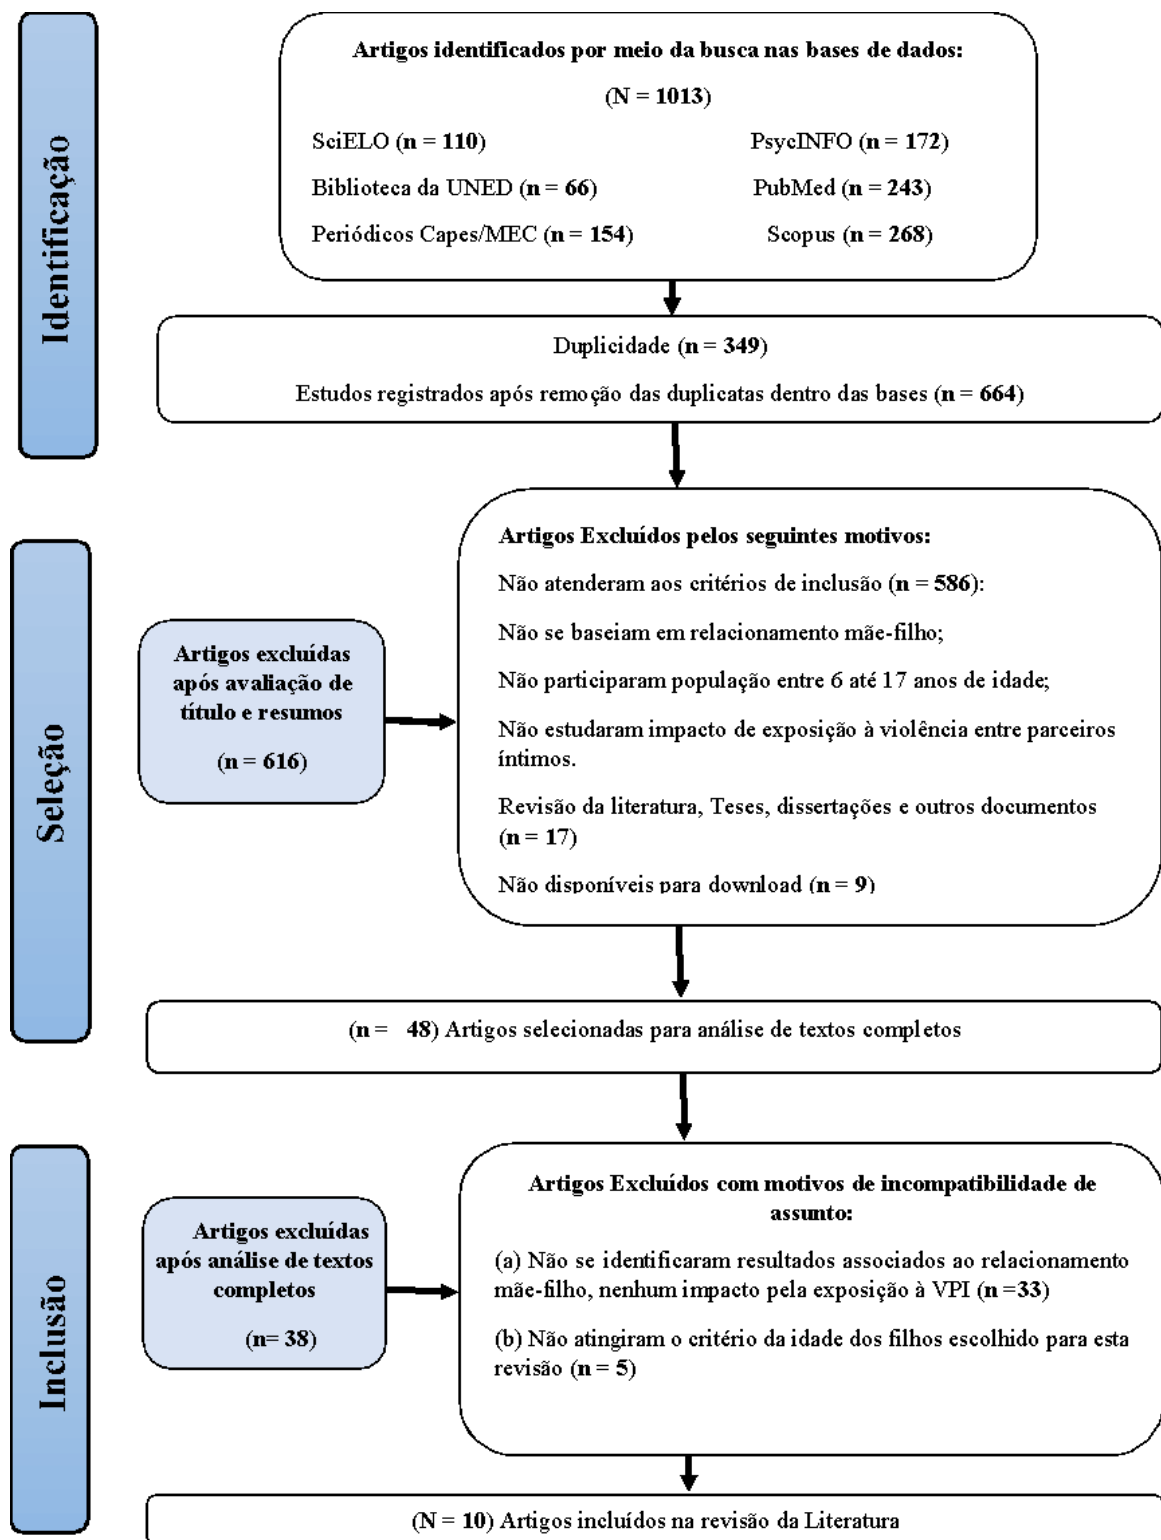 Identificação
Artigos identificados por meio da busca nas bases de dados:
(N = 1013)
SciELO (n = 110)
PsycINFO (n = 172)
Biblioteca da UNED (n = 66)
PubMed (n = 243)
Periódicos Capes/MEC (n = 154)
Scopus (n = 268)
Duplicidade (n = 349)
Estudos registrados após remoção das duplicatas dentro das bases (n = 664)
Seleção
Artigos excluídas
após avaliação de
título e resumos
(n = 616)
Artigos Excluídos pelos seguintes motivos:
Não atenderam aos critérios de inclusão (n = 586):
Não se baseiam em relacionamento mãe-filho;
Não participaram população entre 6 até 17 anos de idade;
Não estudaram impacto de exposição à violência entre parceiros
íntimos.
Revisão da literatura, Teses, dissertações e outros documentos
(n = 17)
Não disponíveis para download (n = 9)
(n = 48) Artigos selecionadas para análise de textos completos
Inclusão
Artigos excluídas
após análise de textos
completos
(n= 38)
Artigos Excluídos com motivos de incompatibilidade de
assunto:
(a) Não se identificaram resultados associados ao relacionamento
mãe-filho, nenhum impacto pela exposição à VPI (n =33)
(b) Não atingiram o critério da idade dos filhos escolhido para esta
revisão (n = 5)
(N = 10) Artigos incluídos na revisão da Literatura